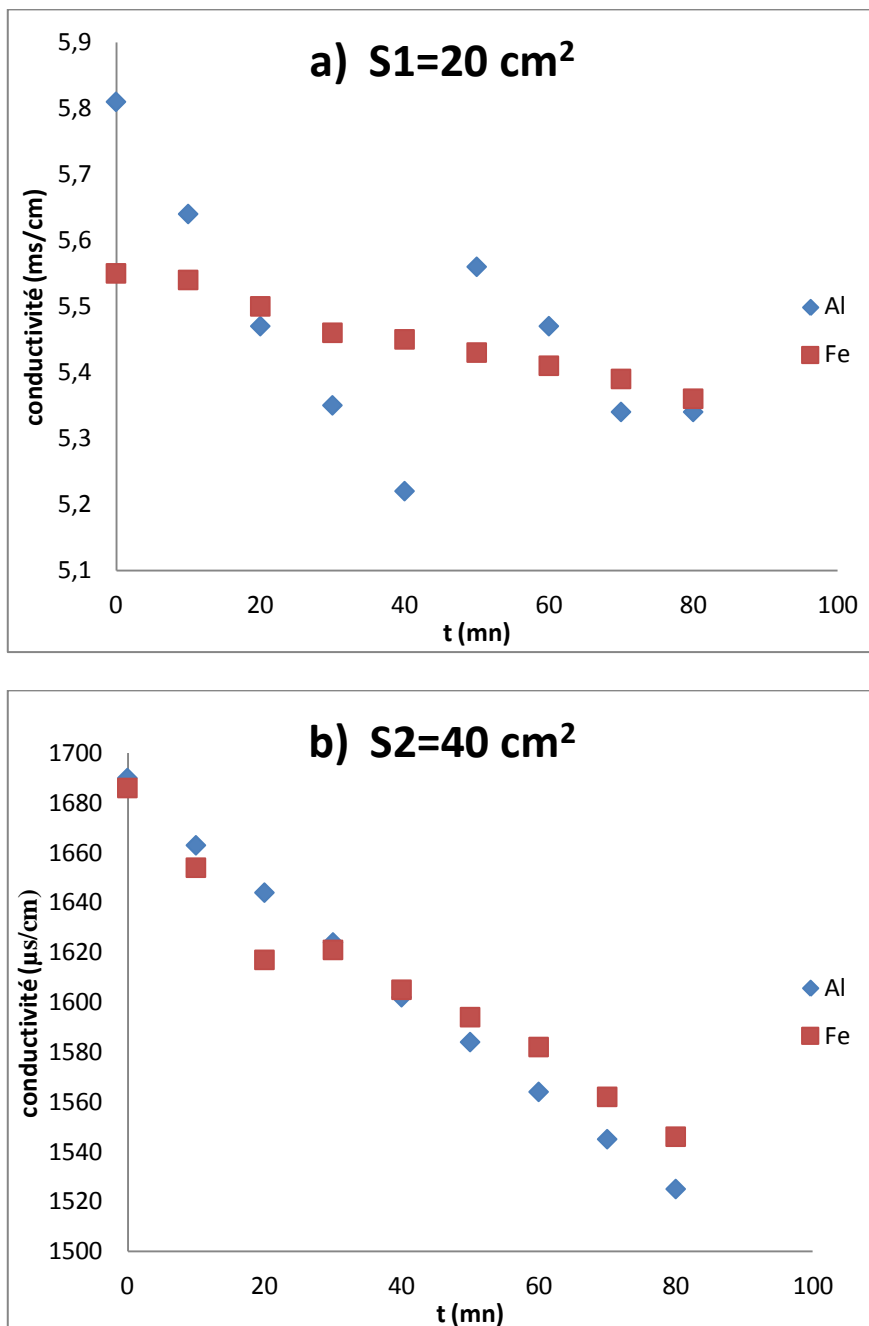 a) S1=20 cm²
conductivité (ms/cm)
5,9
5,8
5,7
5,6
5,5
5,4
5,3
5,2
5,1
0 20 40 60 80 100
t (mn)
Al
Fe
b) S2=40 cm²
conductivité (µs/cm)
1700
1680
1660
1640
1620
1600
1580
1560
1540
1520
1500
0 20 40 60 80 100
t (mn)
Al
Fe